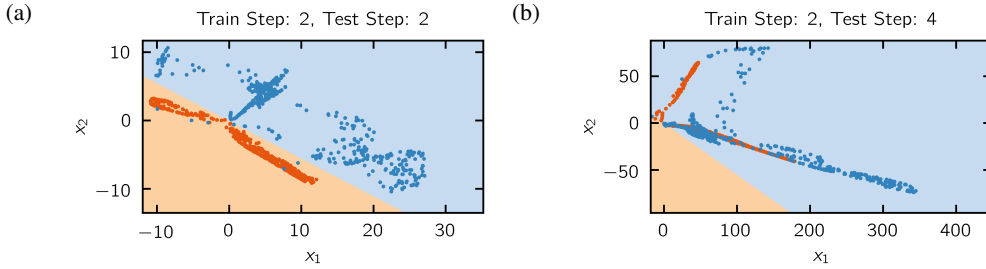 (a)
Train Step: 2, Test Step: 2
10
0
−10
x₂
−10
0
10
20
30
x₁
(b)
Train Step: 2, Test Step: 4
50
0
−50
x₂
0
100
200
300
400
x₁